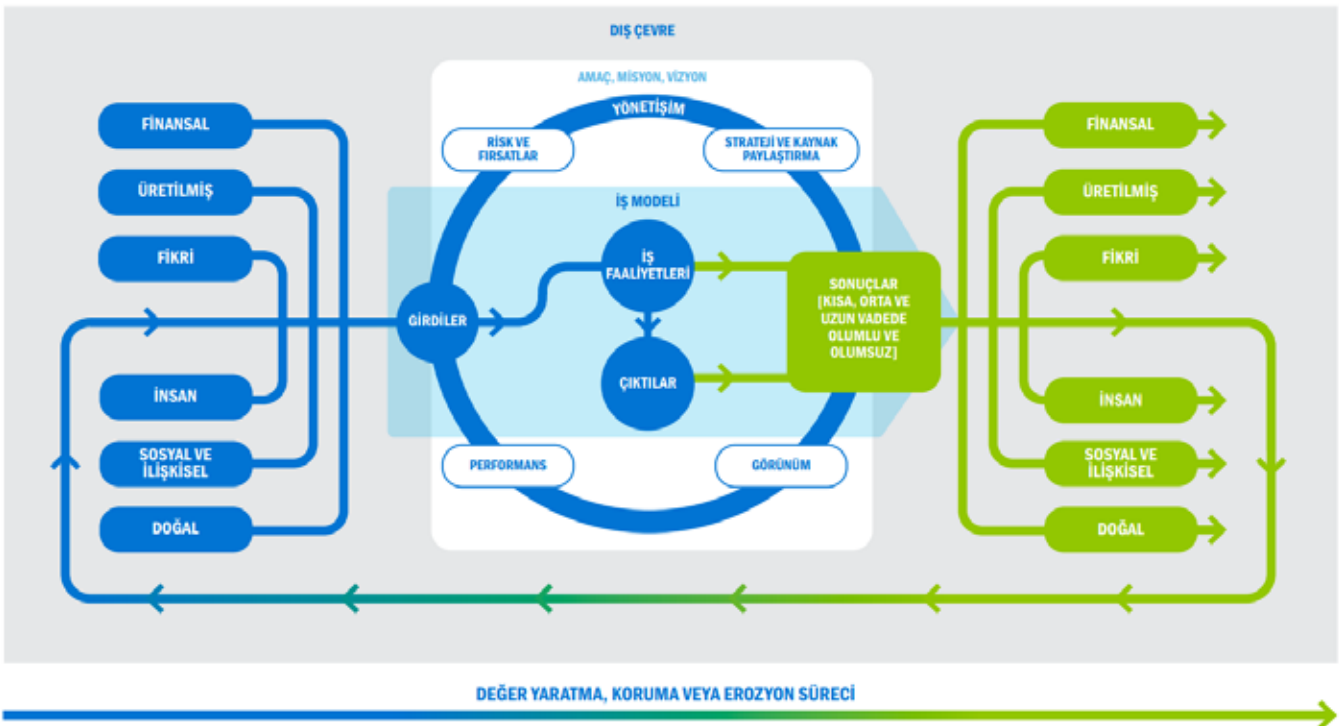 DIŞ ÇEVRE
AMAÇ, MİSYON, VİZYON
YÖNETİŞİM
RİSK VE
FIRSATLAR
STRATEJİ VE KAYNAK
PAYLAŞTIRMA
FİNANSAL
ÜRETİLMİŞ
FİKRİ
İNSAN
SOSYAL VE
İLİŞKİSEL
DOĞAL
GİRDİLER
İŞ MODELİ
İŞ
FAALİYETLERİ
ÇIKTILAR
SONUÇLAR
[KISA, ORTA VE
UZUN VADEDE
OLUMLU VE
OLUMSUZ]
PERFORMANS
GÖRÜNÜM
FİNANSAL
ÜRETİLMİŞ
FİKRİ
İNSAN
SOSYAL VE
İLİŞKİSEL
DOĞAL
DEĞER YARATMA, KORUMA VEYA EROZYON SÜRECİ